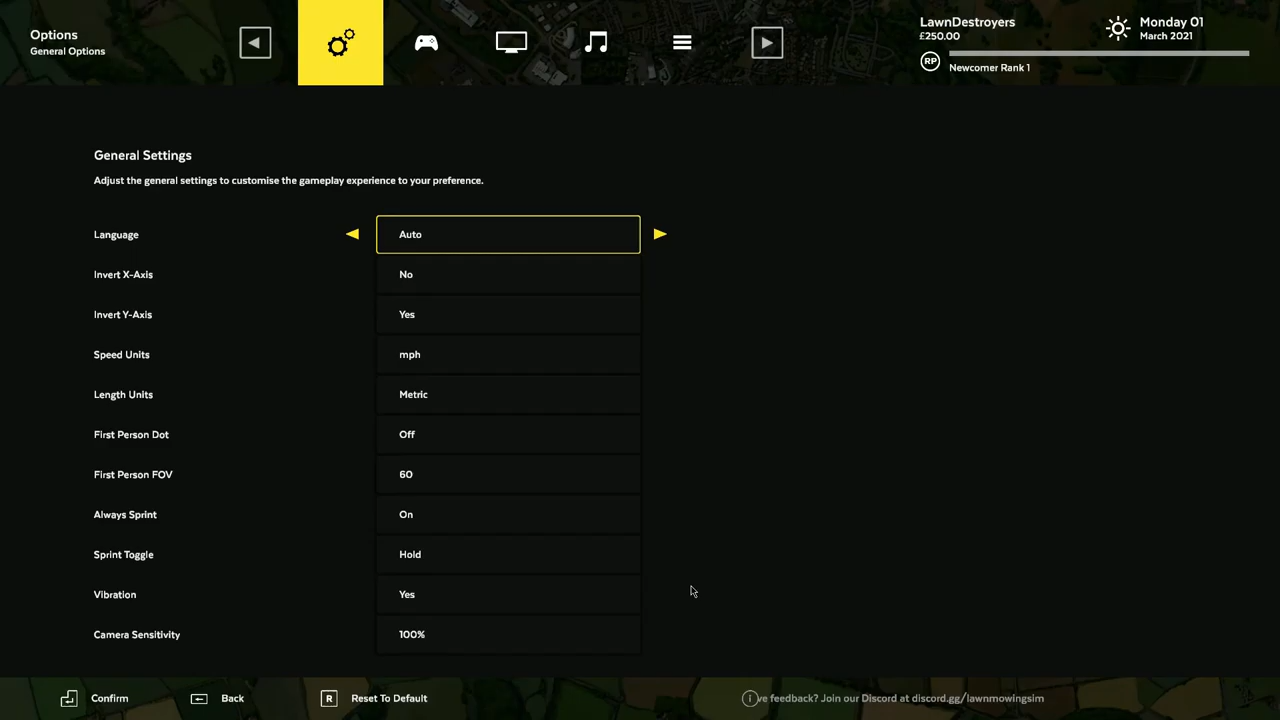 Options
General Options
LawnDestroyers
£250.00
RP
Newcomer Rank 1
Monday 01
March 2021
General Settings
Adjust the general settings to customise the gameplay experience to your preference.
Language Auto
Invert X-Axis No
Invert Y-Axis Yes
Speed Units mph
Length Units Metric
First Person Dot Off
First Person FOV 60
Always Sprint On
Sprint Toggle Hold
Vibration Yes
Camera Sensitivity 100%
Confirm Back R Reset To Default i ve feedback? Join our Discord at discord.gg/lawnmowingsim